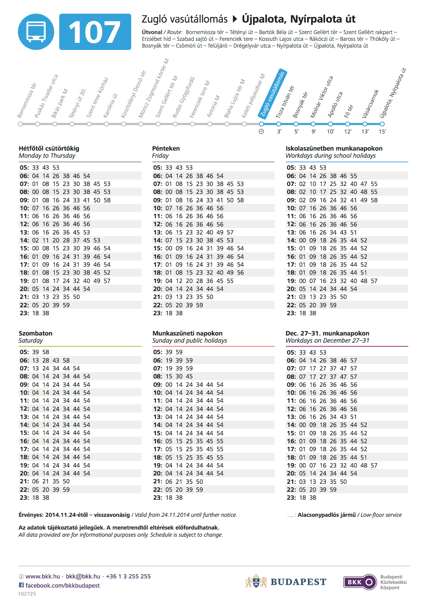 107
Zugló vasútállomás ▶ Újpalota, Nyírpalota út
Útvonal / Route: Bornemissza tér – Tétényi út – Bartók Béla út – Szent Gellért tér – Szent Gellért rakpart –
Erzsébet híd – Szabad sajtó út – Ferenciek tere – Kossuth Lajos utca – Rákóczi út – Baross tér – Thököly út –
Bosnyák tér – Csömöri út – felüljáró – Drégelyvár utca – Nyírpalota út – Újpalota, Nyírpalota út
Bornemissza tér
Puskás Tivadar utca
Bikás park M
Tétényi út 30.
Szent Imre Kórház
Karolina út
Kosztolányi Dezső tér
Móricz Zsigmond körtér M
Szent Gellért tér M
Rudas Gyógyfürdő
Ferenciek tere M
Astoria M
Blaha Lujza tér M
Keleti pályaudvar M
Zugló vasútállomás
Tisza István tér
Bosnyák tér
Molnár Viktor utca
Apolló utca
Fő tér
Vásárcsarnok
Újpalota, Nyírpalota út
3' 5' 9' 10' 12' 13' 15'
Hétfőtől csütörtökig
Monday to Thursday
05: 33 43 53
06: 04 14 26 38 46 54
07: 01 08 15 23 30 38 45 53
08: 00 08 15 23 30 38 45 53
09: 01 08 16 24 33 41 50 58
10: 07 16 26 36 46 56
11: 06 16 26 36 46 56
12: 06 16 26 36 46 56
13: 06 16 26 36 45 53
14: 02 11 20 28 37 45 53
15: 00 08 15 23 30 39 46 54
16: 01 09 16 24 31 39 46 54
17: 01 09 16 24 31 39 46 54
18: 01 08 15 23 30 38 45 52
19: 01 08 17 24 32 40 49 57
20: 05 14 24 34 44 54
21: 03 13 23 35 50
22: 05 20 39 59
23: 18 38
Pénteken
Friday
05: 33 43 53
06: 04 14 26 38 46 54
07: 01 08 15 23 30 38 45 53
08: 00 08 15 23 30 38 45 53
09: 01 08 16 24 33 41 50 58
10: 07 16 26 36 46 56
11: 06 16 26 36 46 56
12: 06 16 26 36 46 56
13: 06 15 23 32 40 49 57
14: 07 15 23 30 38 45 53
15: 00 09 16 24 31 39 46 54
16: 01 09 16 24 31 39 46 54
17: 01 09 16 24 31 39 46 54
18: 01 08 15 23 32 40 49 56
19: 04 12 20 28 36 45 55
20: 04 14 24 34 44 54
21: 03 13 23 35 50
22: 05 20 39 59
23: 18 38
Iskolaszünetben munkanapokon
Workdays during school holidays
05: 33 43 53
06: 04 14 26 38 46 55
07: 02 10 17 25 32 40 47 55
08: 02 10 17 25 32 40 48 55
09: 02 09 16 24 32 41 49 58
10: 07 16 26 36 46 56
11: 06 16 26 36 46 56
12: 06 16 26 36 46 56
13: 06 16 26 34 43 51
14: 00 09 18 26 35 44 52
15: 01 09 18 26 35 44 52
16: 01 09 18 26 35 44 52
17: 01 09 18 26 35 44 52
18: 01 09 18 26 35 44 51
19: 00 07 16 23 32 40 48 57
20: 05 14 24 34 44 54
21: 03 13 23 35 50
22: 05 20 39 59
23: 18 38
Szombaton
Saturday
05: 39 58
06: 13 28 43 58
07: 13 24 34 44 54
08: 04 14 24 34 44 54
09: 04 14 24 34 44 54
10: 04 14 24 34 44 54
11: 04 14 24 34 44 54
12: 04 14 24 34 44 54
13: 04 14 24 34 44 54
14: 04 14 24 34 44 54
15: 04 14 24 34 44 54
16: 04 14 24 34 44 54
17: 04 14 24 34 44 54
18: 04 14 24 34 44 54
19: 04 14 24 34 44 54
20: 04 14 24 34 44 54
21: 06 21 35 50
22: 05 20 39 59
23: 18 38
Munkaszüneti napokon
Sunday and public holidays
05: 39 59
06: 19 39 59
07: 19 39 59
08: 15 30 45
09: 00 14 24 34 44 54
10: 04 14 24 34 44 54
11: 04 14 24 34 44 54
12: 04 14 24 34 44 54
13: 04 14 24 34 44 54
14: 04 14 24 34 44 54
15: 04 14 24 34 44 54
16: 05 15 25 35 45 55
17: 05 15 25 35 45 55
18: 05 15 25 35 45 55
19: 04 14 24 34 44 54
20: 04 14 24 34 44 54
21: 06 21 35 50
22: 05 20 39 59
23: 18 38
Dec. 27–31. munkanapokon
Workdays on December 27–31
05: 33 43 53
06: 04 14 26 38 46 57
07: 07 17 27 37 47 57
08: 07 17 27 37 47 57
09: 06 16 26 36 46 56
10: 06 16 26 36 46 56
11: 06 16 26 36 46 56
12: 06 16 26 36 46 56
13: 06 16 26 34 43 51
14: 00 09 18 26 35 44 52
15: 01 09 18 26 35 44 52
16: 01 09 18 26 35 44 52
17: 01 09 18 26 35 44 52
18: 01 09 18 26 35 44 51
19: 00 07 16 23 32 40 48 57
20: 05 14 24 34 44 54
21: 03 13 23 35 50
22: 05 20 39 59
23: 18 38
Érvényes: 2014.11.24-étől – visszavonásig / Valid from 24.11.2014 until further notice.
__ : Alacsonypadlós jármű / Low-floor service
Az adatok tájékoztató jellegűek. A menetrendtől eltérések előfordulhatnak.
All data provided are for informational purposes only. Schedule is subject to change.
www.bkk.hu · bkk@bkk.hu · +36 1 3 255 255
facebook.com/bkkbudapest
F02725
BUDAPEST
BKK
Budapesti
Közlekedési
Központ